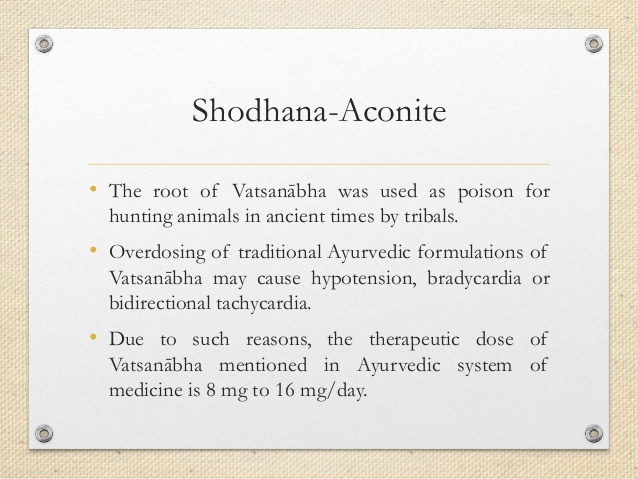 Shodhana-Aconite
• The root of Vatsanābha was used as poison for
hunting animals in ancient times by tribals.
• Overdosing of traditional Ayurvedic formulations of
Vatsanābha may cause hypotension, bradycardia or
bidirectional tachycardia.
• Due to such reasons, the therapeutic dose of
Vatsanābha mentioned in Ayurvedic system of
medicine is 8 mg to 16 mg/day.